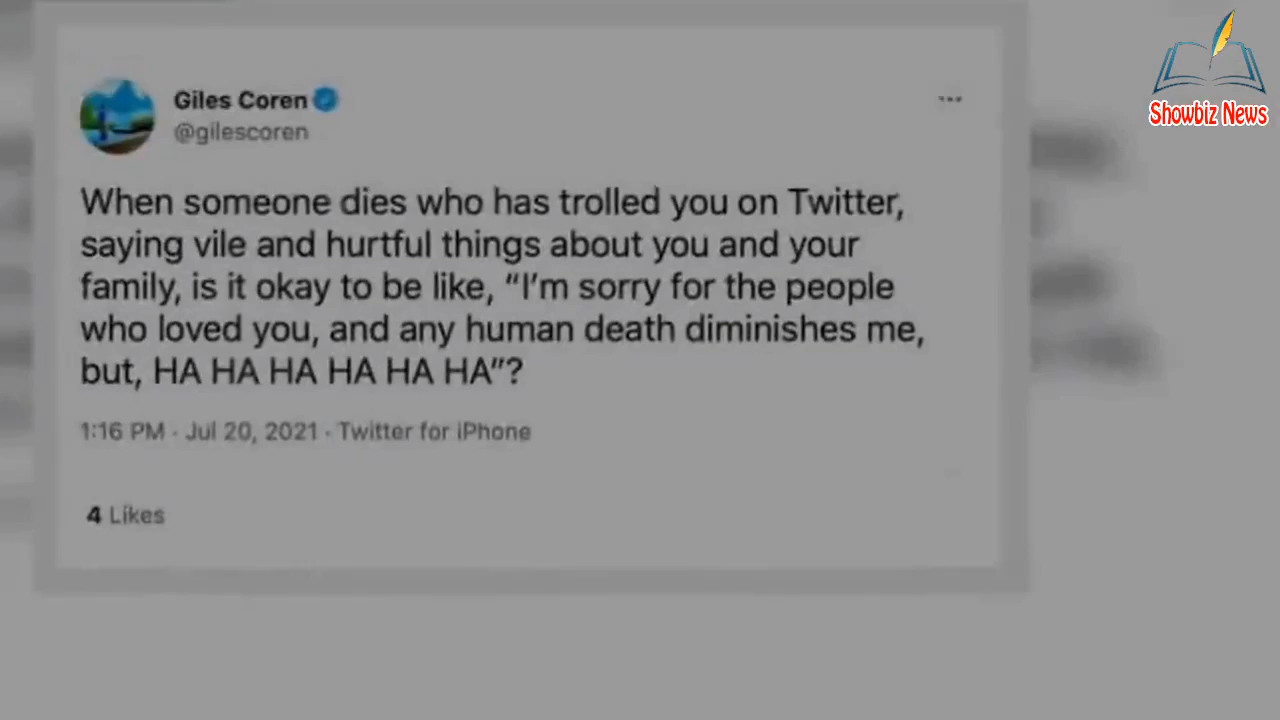 Giles Coren
@gilescoren
Showbiz News
When someone dies who has trolled you on Twitter,
saying vile and hurtful things about you and your
family, is it okay to be like, “I’m sorry for the people
who loved you, and any human death diminishes me,
but, HA HA HA HA HA HA”?
1:16 PM · Jul 20, 2021 · Twitter for iPhone
4 Likes